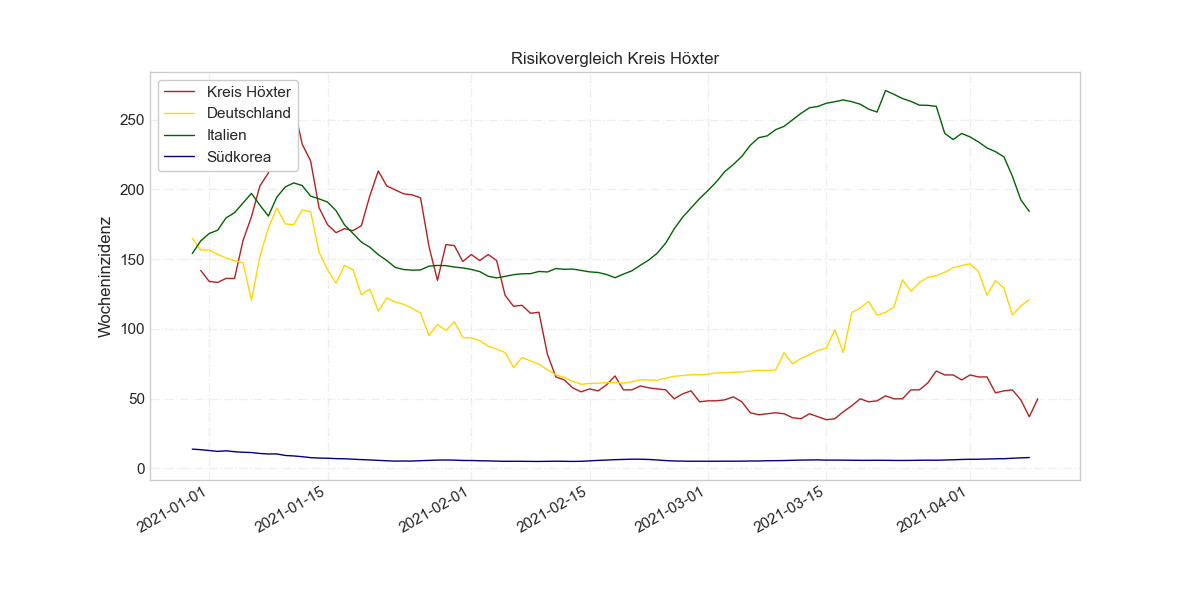 Risikovergleich Kreis Höxter
Kreis Höxter
Deutschland
Italien
Südkorea
Wocheninzidenz
250
200
150
100
50
0
2021-01-01
2021-01-15
2021-02-01
2021-02-15
2021-03-01
2021-03-15
2021-04-01